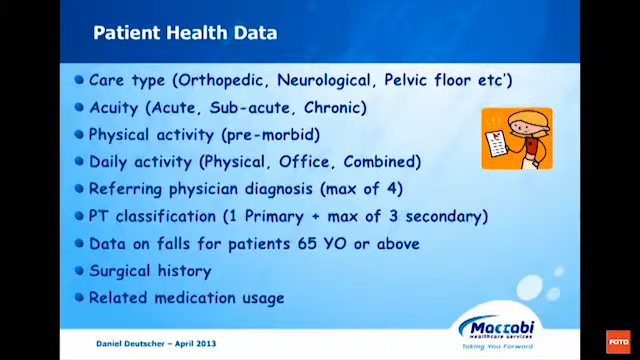 Patient Health Data
Care type (Orthopedic, Neurological, Pelvic floor etc')
Acuity (Acute, Sub-acute, Chronic)
Physical activity (pre-morbid)
Daily activity (Physical, Office, Combined)
Referring physician diagnosis (max of 4)
PT classification (1 Primary + max of 3 secondary)
Data on falls for patients 65 YO or above
Surgical history
Related medication usage
Maccabi
Healthcare Services
Taking You Forward
Daniel Deutscher – April 2013
FOTO